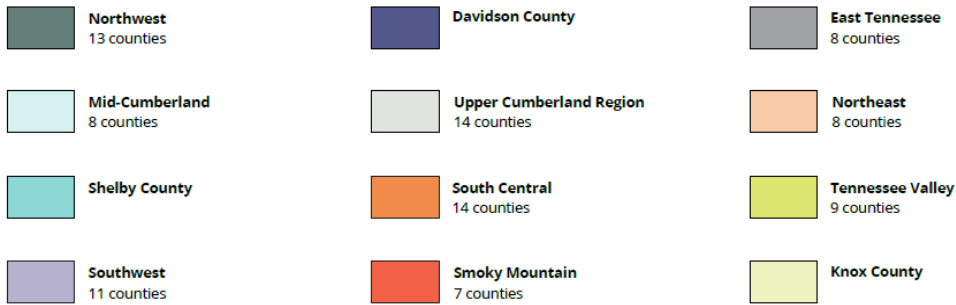 Northwest
13 counties
Davidson County
East Tennessee
8 counties
Mid-Cumberland
8 counties
Upper Cumberland Region
14 counties
Northeast
8 counties
Shelby County
South Central
14 counties
Tennessee Valley
9 counties
Southwest
11 counties
Smoky Mountain
7 counties
Knox County